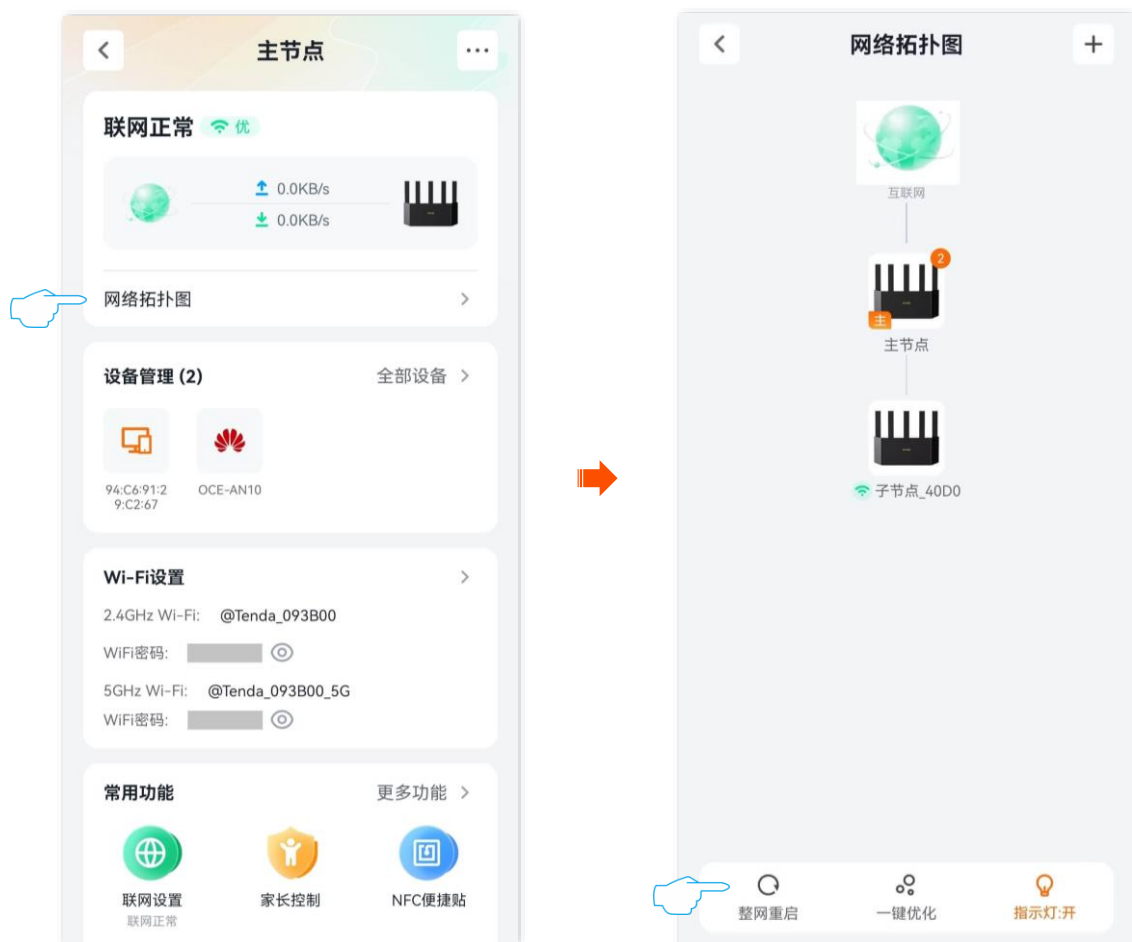 主节点
联网正常 优
0.0KB/s
0.0KB/s
网络拓扑图
设备管理 (2)
全部设备
94:C6:91:2
9:C2:67
OCE-AN10
Wi-Fi设置
2.4GHz Wi-Fi: @Tenda_093B00
WiFi密码:
5GHz Wi-Fi: @Tenda_093B00_5G
WiFi密码:
常用功能
更多功能
联网设置
联网正常
家长控制
NFC便捷贴
网络拓扑图
互联网
2
主
主节点
子节点_40D0
整网重启
一键优化
指示灯:开